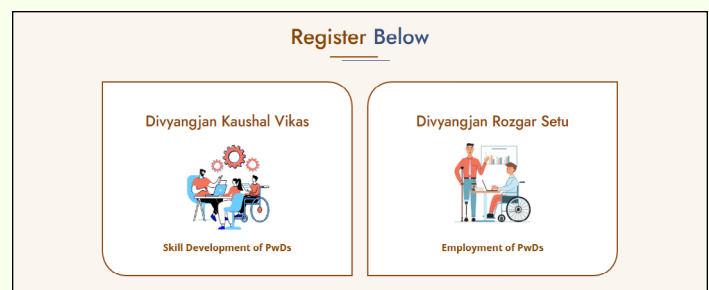 Register Below
Divyangjan Kaushal Vikas
Divyangjan Rozgar Setu
Skill Development of PwDs
Employment of PwDs